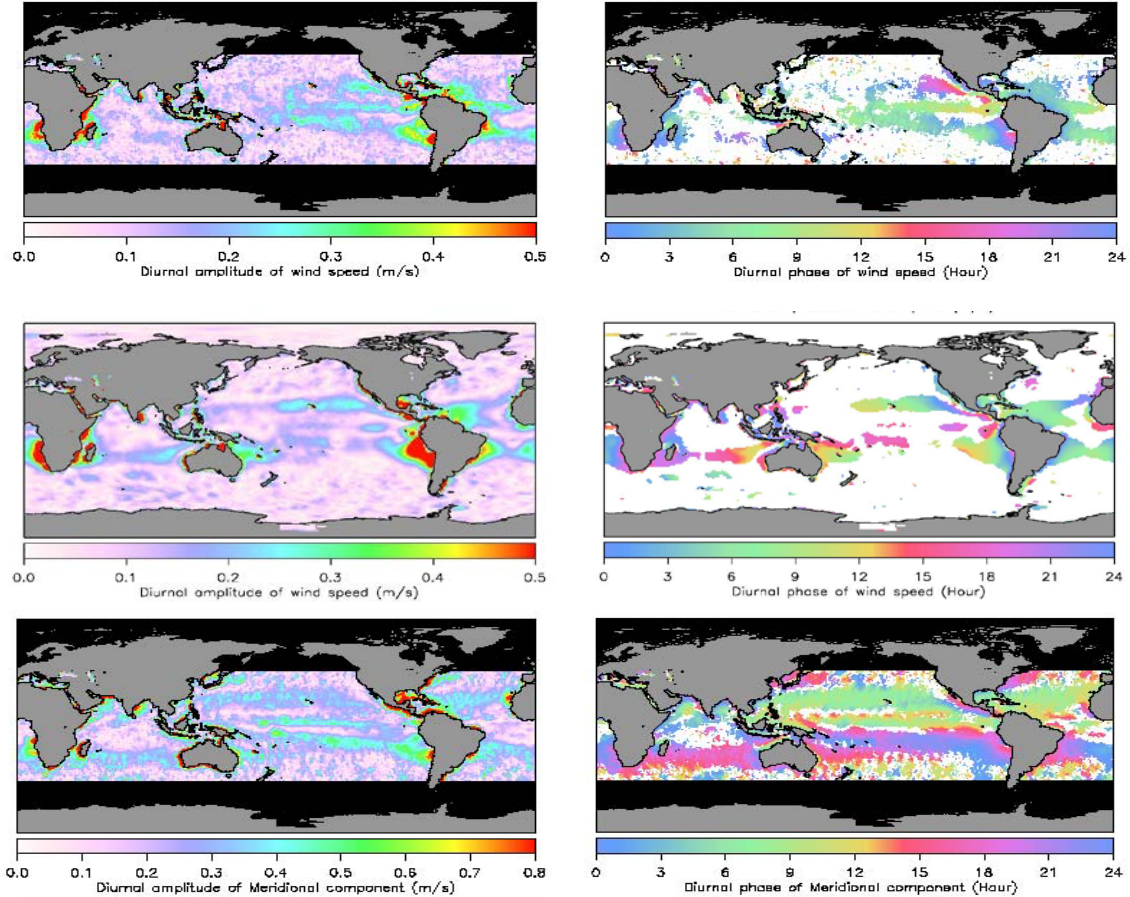 0.0 0.1 0.2 0.3 0.4 0.5
Diurnal amplitude of wind speed (m/s)
0 3 6 9 12 15 18 21 24
Diurnal phase of wind speed (Hour)
0.0 0.1 0.2 0.3 0.4 0.5
Diurnal amplitude of wind speed (m/s)
0 3 6 9 12 15 18 21 24
Diurnal phase of wind speed (Hour)
0.0 0.1 0.2 0.3 0.4 0.5 0.6 0.7 0.8
Diurnal amplitude of Meridional component (m/s)
0 3 6 9 12 15 18 21 24
Diurnal phase of Meridional component (Hour)